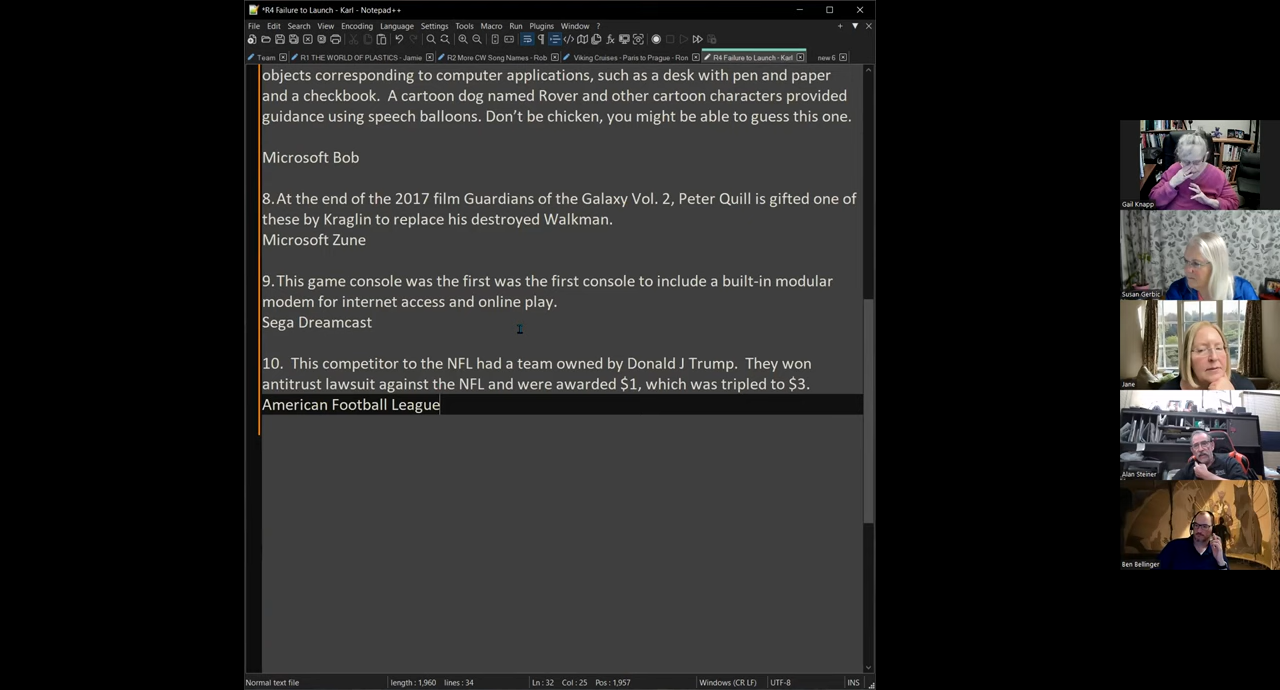 *R4 Failure to Launch - Karl - Notepad++
File Edit Search View Encoding Language Settings Tools Macro Run Plugins Window ?
Team R1 THE WORLD OF PLASTICS - Jamie R2 More CW Song Names - Rob Viking Cruises - Paris to Prague - Ron R4 Failure to Launch - Karl new 6
objects corresponding to computer applications, such as a desk with pen and paper
and a checkbook.  A cartoon dog named Rover and other cartoon characters provided
guidance using speech balloons. Don’t be chicken, you might be able to guess this one.
Microsoft Bob
8. At the end of the 2017 film Guardians of the Galaxy Vol. 2, Peter Quill is gifted one of
these by Kraglin to replace his destroyed Walkman.
Microsoft Zune
9. This game console was the first was the first console to include a built-in modular
modem for internet access and online play.
Sega Dreamcast
10.  This competitor to the NFL had a team owned by Donald J Trump.  They won
antitrust lawsuit against the NFL and were awarded $1, which was tripled to $3.
American Football League
Normal text file length : 1,960 lines : 34 Ln : 32 Col : 25 Pos : 1,957 Windows (CR LF) UTF-8 INS
Gail Knapp
Susan Gerbic
Jane
Alan Steiner
Ben Bellinger